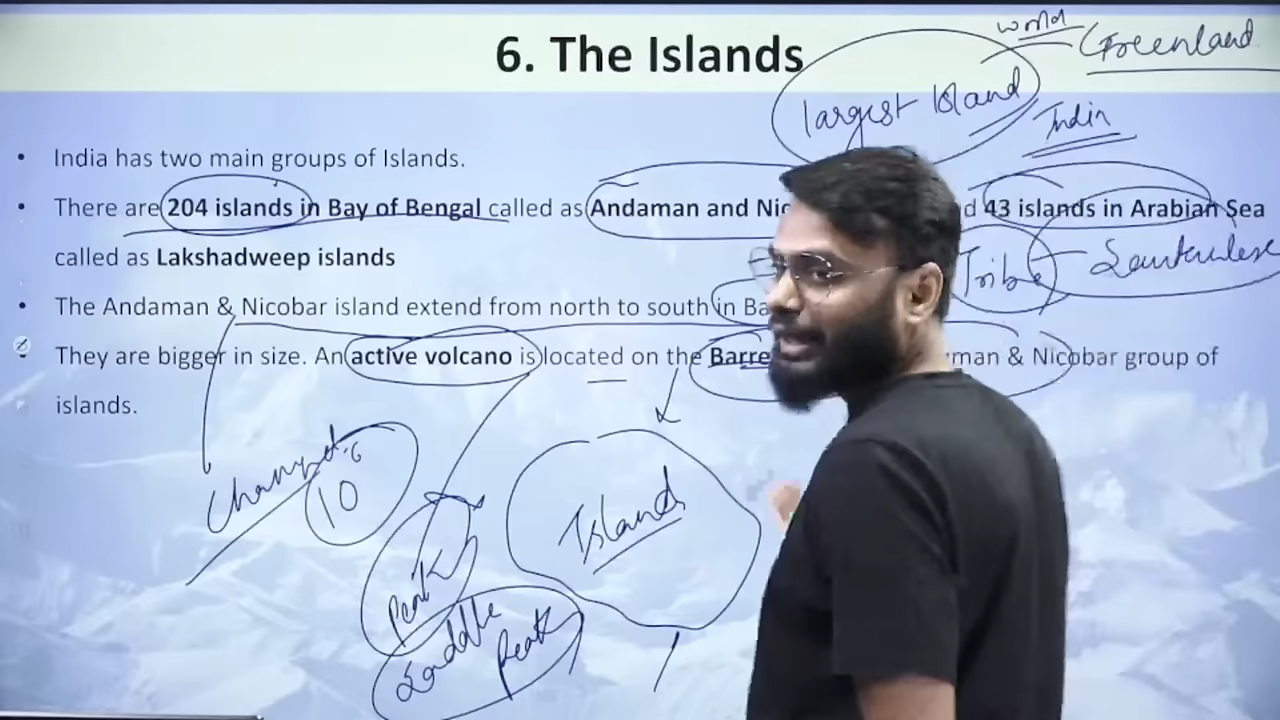 6. The Islands
world Greenland
largest Island
India
• India has two main groups of Islands.
• There are 204 islands in Bay of Bengal called as Andaman and Nic d 43 islands in Arabian Sea
called as Lakshadweep islands
Tribe
• The Andaman & Nicobar island extend from north to south in Ba
• They are bigger in size. An active volcano is located on the Barre man & Nicobar group of
islands.
10
Islands
Peak
Saddle
Peak